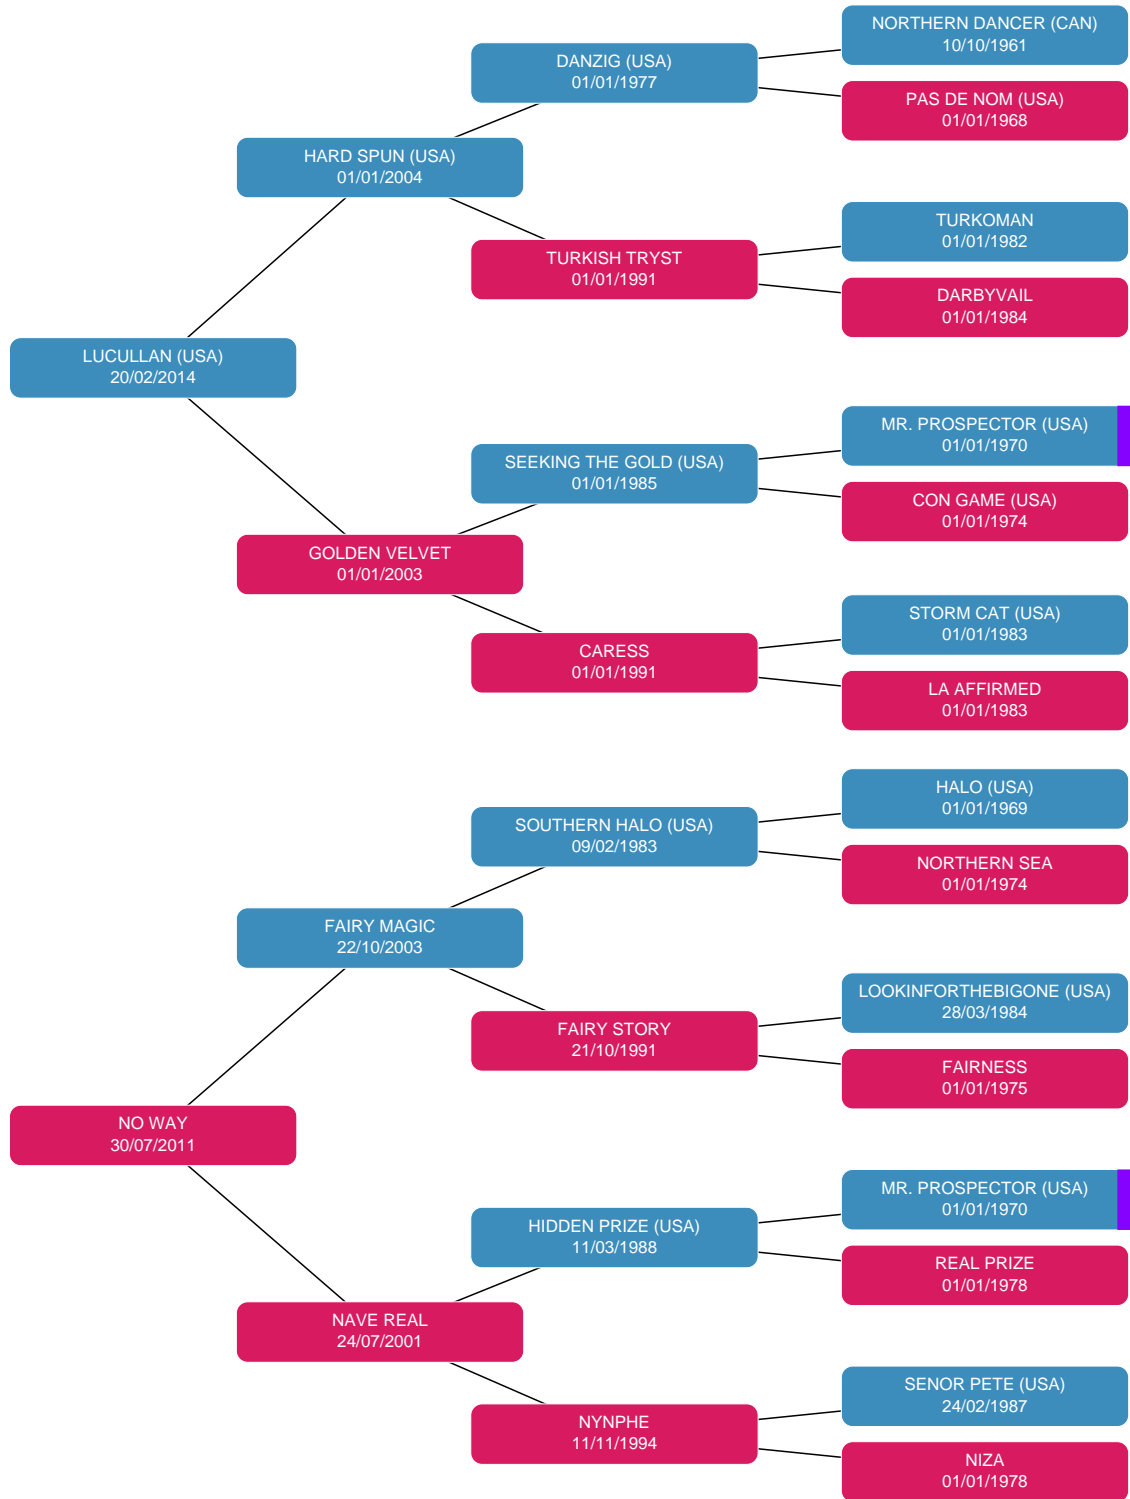 NORTHERN DANCER (CAN)
10/10/1961
DANZIG (USA)
01/01/1977
PAS DE NOM (USA)
01/01/1968
HARD SPUN (USA)
01/01/2004
TURKOMAN
01/01/1982
TURKISH TRYST
01/01/1991
DARBYVAIL
01/01/1984
LUCULLAN (USA)
20/02/2014
MR. PROSPECTOR (USA)
01/01/1970
SEEKING THE GOLD (USA)
01/01/1985
CON GAME (USA)
01/01/1974
GOLDEN VELVET
01/01/2003
STORM CAT (USA)
01/01/1983
CARESS
01/01/1991
LA AFFIRMED
01/01/1983
HALO (USA)
01/01/1969
SOUTHERN HALO (USA)
09/02/1983
NORTHERN SEA
01/01/1974
FAIRY MAGIC
22/10/2003
LOOKINFORTHEBIGONE (USA)
28/03/1984
FAIRY STORY
21/10/1991
FAIRNESS
01/01/1975
NO WAY
30/07/2011
MR. PROSPECTOR (USA)
01/01/1970
HIDDEN PRIZE (USA)
11/03/1988
REAL PRIZE
01/01/1978
NAVE REAL
24/07/2001
SENOR PETE (USA)
24/02/1987
NYNPHE
11/11/1994
NIZA
01/01/1978